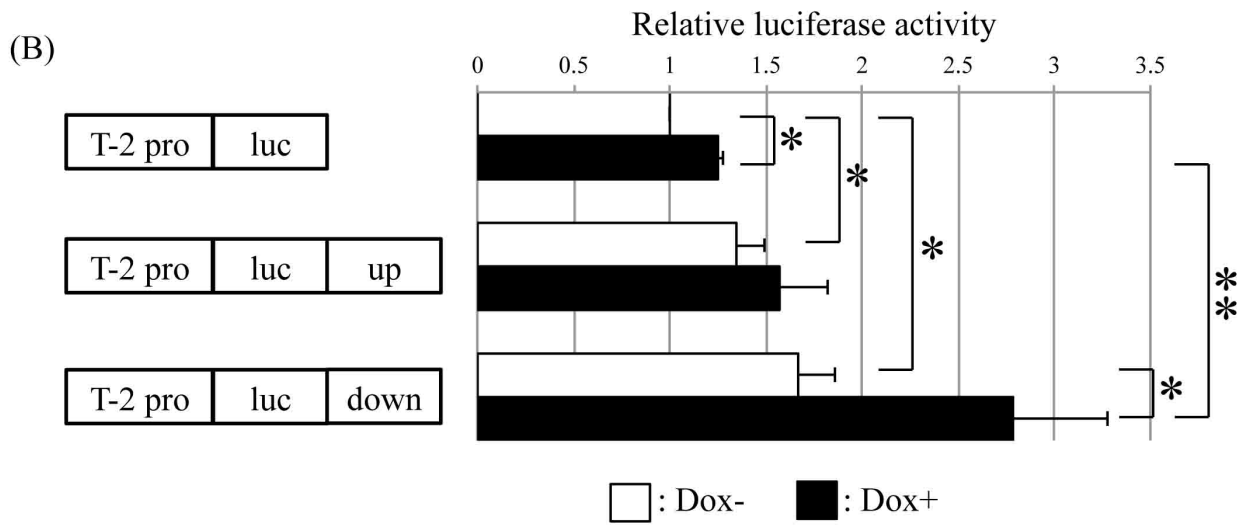 (B)
Relative luciferase activity
0 0.5 1 1.5 2 2.5 3 3.5
T-2 pro luc
*
*
T-2 pro luc up
*
**
T-2 pro luc down
*
: Dox- : Dox+